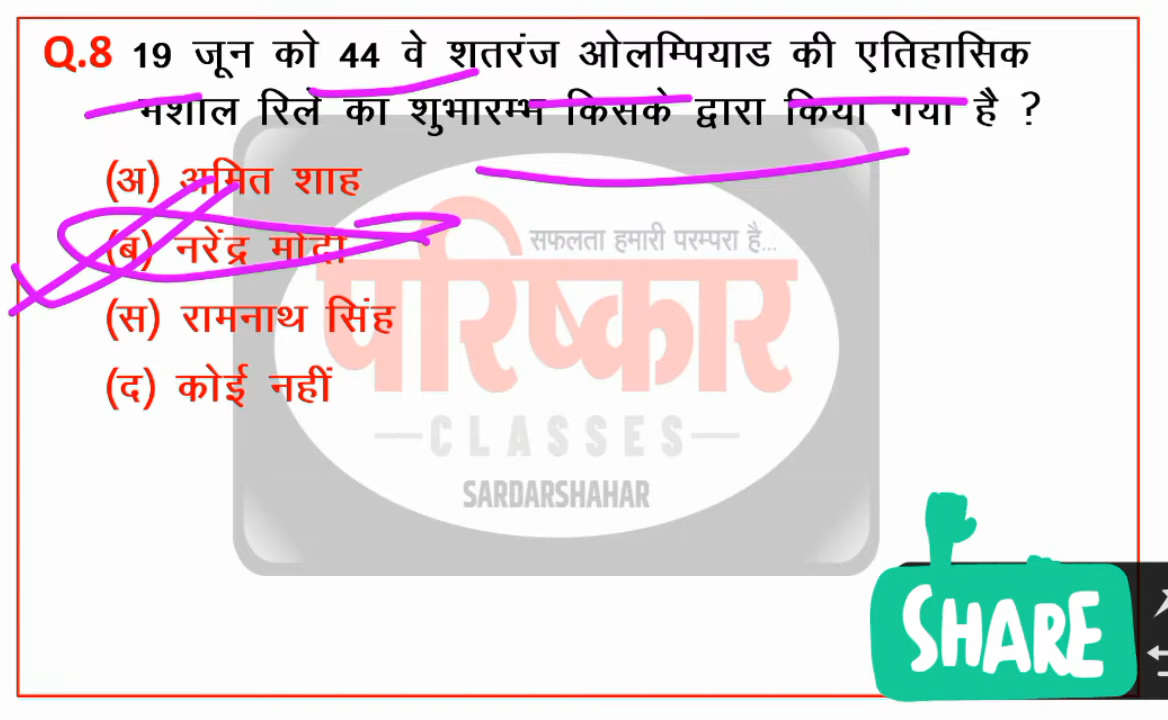 Q.8 19 जून को 44 वे शतरंज ओलम्पियाड की एतिहासिक
मशाल रिले का शुभारम्भ किसके द्वारा किया गया है ?
(अ) अमित शाह
(ब) नरेंद्र मोदी
(स) रामनाथ सिंह
(द) कोई नहीं
सफलता हमारी परम्परा है...
परिष्कार
CLASSES
SARDARSHAHAR
SHARE